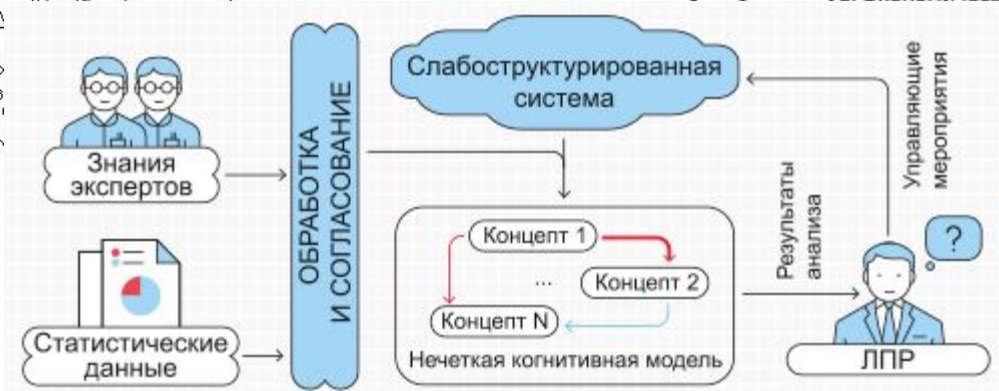 Знания
экспертов
Статистические
данные
ОБРАБОТКА
И СОГЛАСОВАНИЕ
Слабоструктурированная
система
Концепт 1
...
Концепт 2
Концепт N
Нечеткая когнитивная модель
Результаты
анализа
Управляющие
мероприятия
?
ЛПР